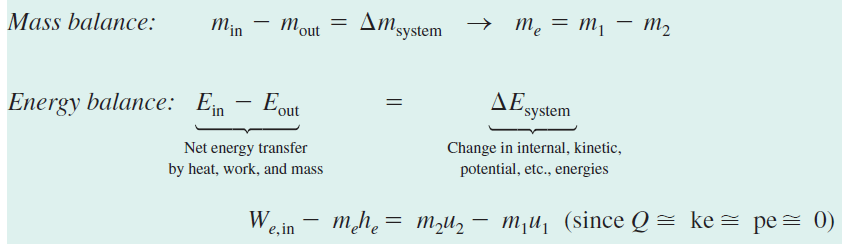 Mass balance: m_in − m_out = Δm_system → m_e = m_1 − m_2
Energy balance: E_in − E_out = ΔE_system
Net energy transfer Change in internal, kinetic,
by heat, work, and mass potential, etc., energies
W_e,in − m_e h_e = m_2 u_2 − m_1 u_1 (since Q ≅ ke ≅ pe ≅ 0)